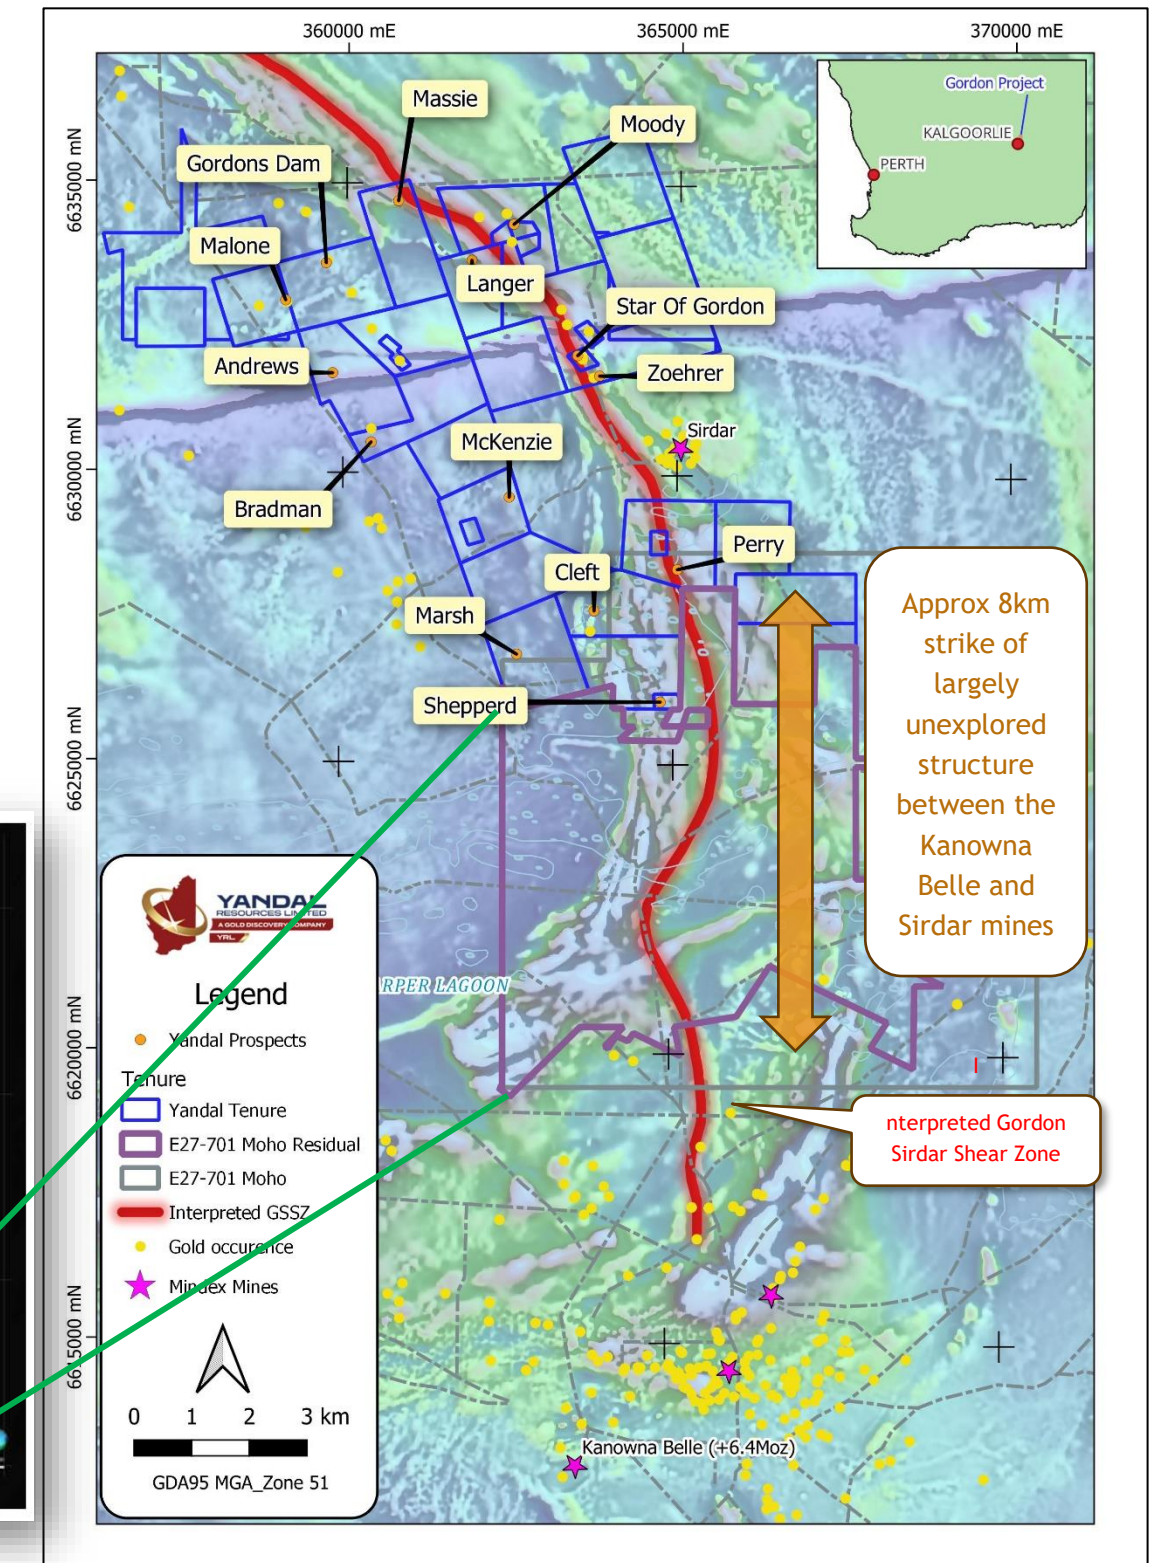 360000 mE
365000 mE
370000 mE
6635000 mN
6630000 mN
6625000 mN
6620000 mN
6615000 mN
Gordon Project
KALGOORLIE
PERTH
Massie
Moody
Gordons Dam
Malone
Langer
Star Of Gordon
Andrews
Zoehrer
Sirdar
McKenzie
Bradman
Perry
Cleft
Marsh
Shepperd
Approx 8km
strike of
largely
unexplored
structure
between the
Kanowna
Belle and
Sirdar mines
RPER LAGOON
I
nterpreted Gordon
Sirdar Shear Zone
Kanowna Belle (+6.4Moz)
YANDAL
RESOURCES LIMITED
A GOLD DISCOVERY COMPANY
YRL
Legend
Yandal Prospects
Tenure
Yandal Tenure
E27-701 Moho Residual
E27-701 Moho
Interpreted GSSZ
Gold occurence
Mindex Mines
0 1 2 3 km
GDA95 MGA_Zone 51